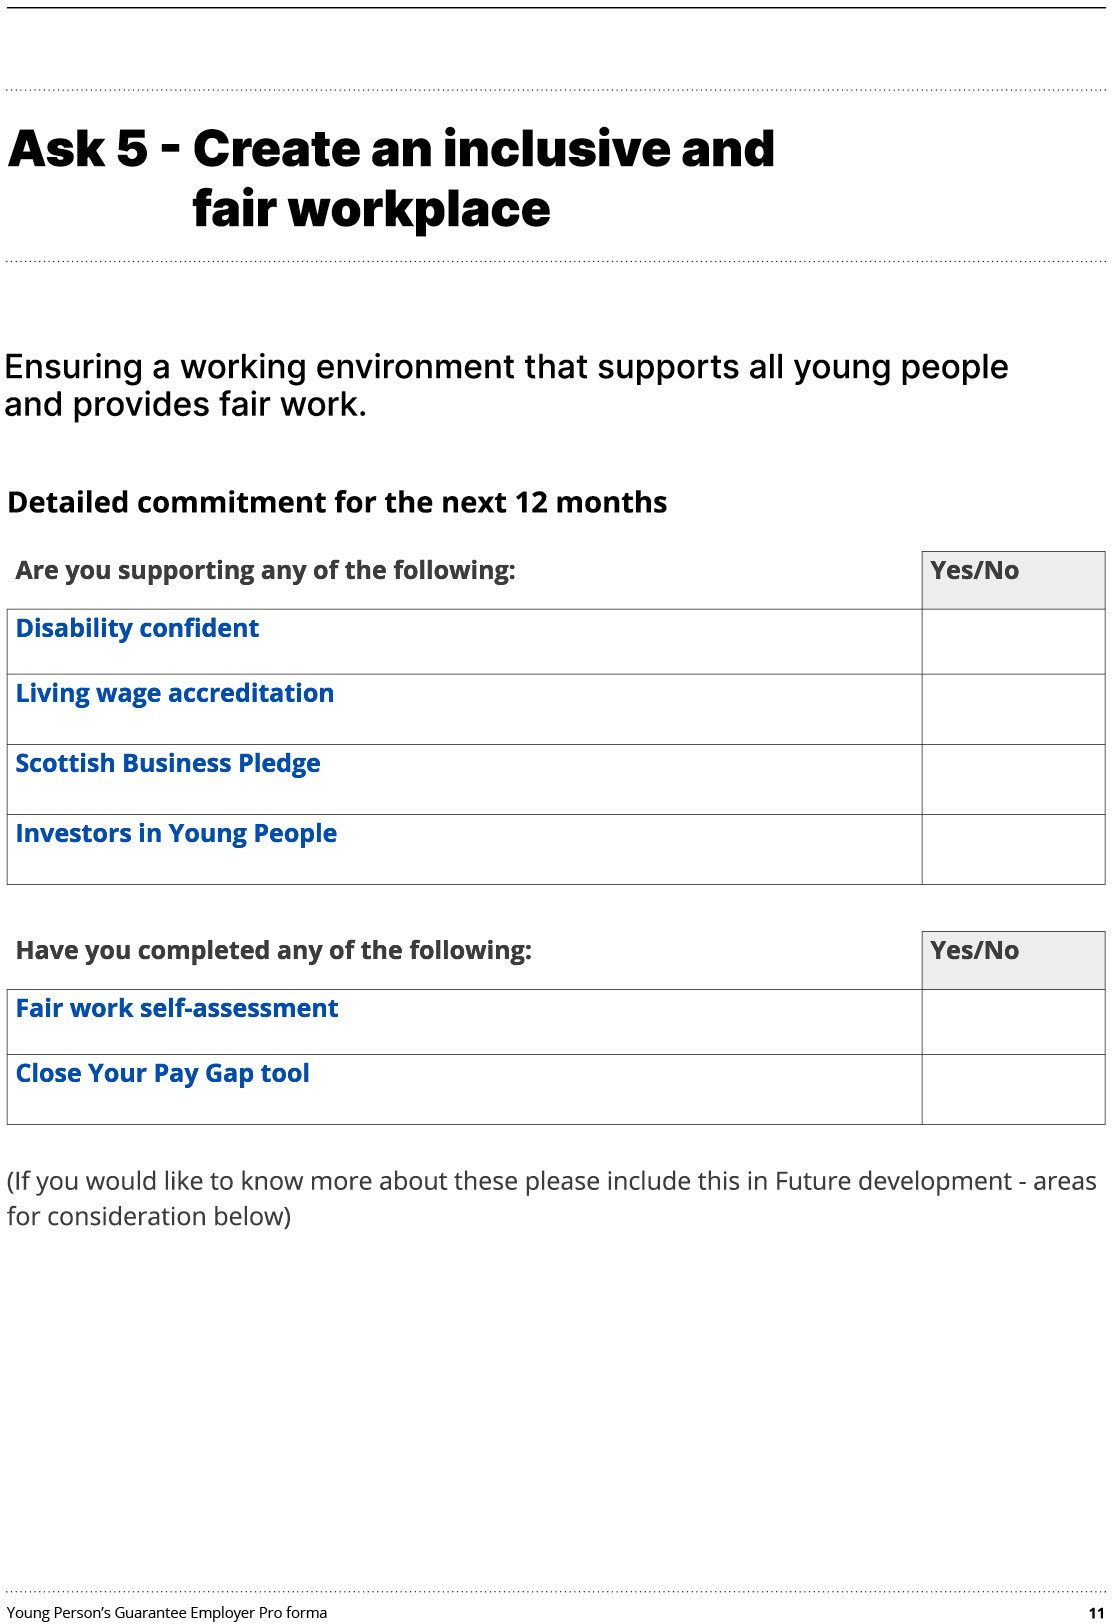 Ask 5 - Create an inclusive and
fair workplace
Ensuring a working environment that supports all young people
and provides fair work.
Detailed commitment for the next 12 months
Are you supporting any of the following:
Yes/No
Disability confident
Living wage accreditation
Scottish Business Pledge
Investors in Young People
Have you completed any of the following:
Yes/No
Fair work self-assessment
Close Your Pay Gap tool
(If you would like to know more about these please include this in Future development - areas
for consideration below)
Young Person’s Guarantee Employer Pro forma
11